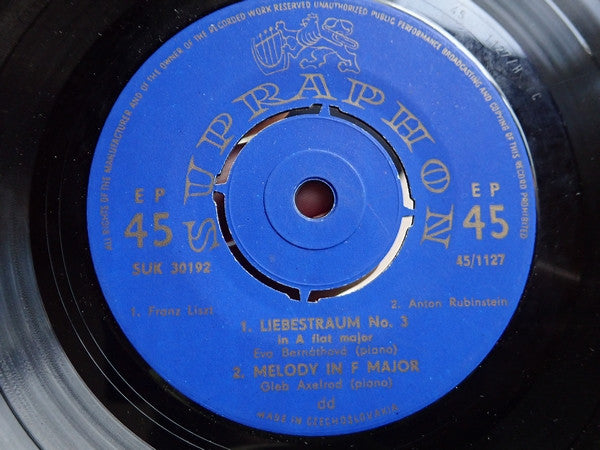 ALL RIGHTS OF THE MANUFACTURER AND OF THE OWNER OF THE RECORDED WORK RESERVED UNAUTHORIZED PUBLIC PERFORMANCE BROADCASTING AND COPYING OF THIS RECORD PROHIBITED
SUPRAPHON
EP
45
SUK 30192
EP
45
45/1127
1. Franz Liszt
2. Anton Rubinstein
1. LIEBESTRAUM No. 3
in A flat major
Eva Bernáthová (piano)
2. MELODY IN F MAJOR
Gleb Axelrod (piano)
dd
MADE IN CZECHOSLOVAKIA